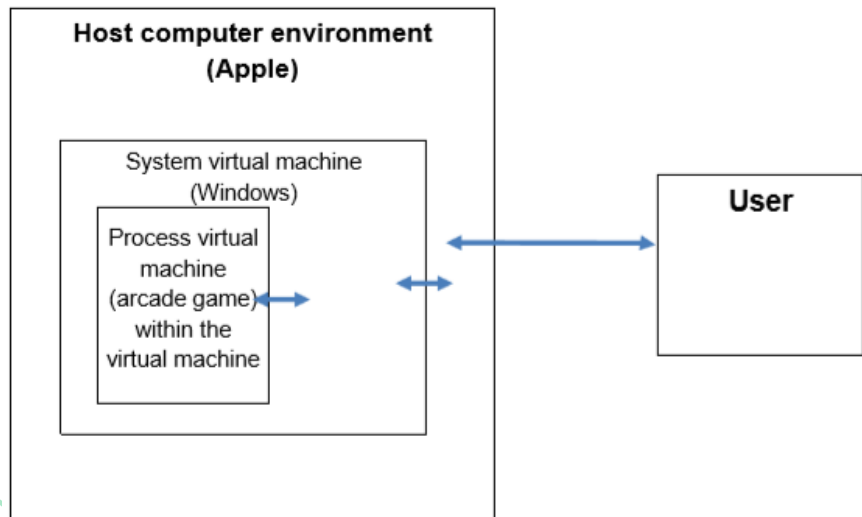 Host computer environment
(Apple)
System virtual machine
(Windows)
Process virtual
machine
(arcade game)
within the
virtual machine
User